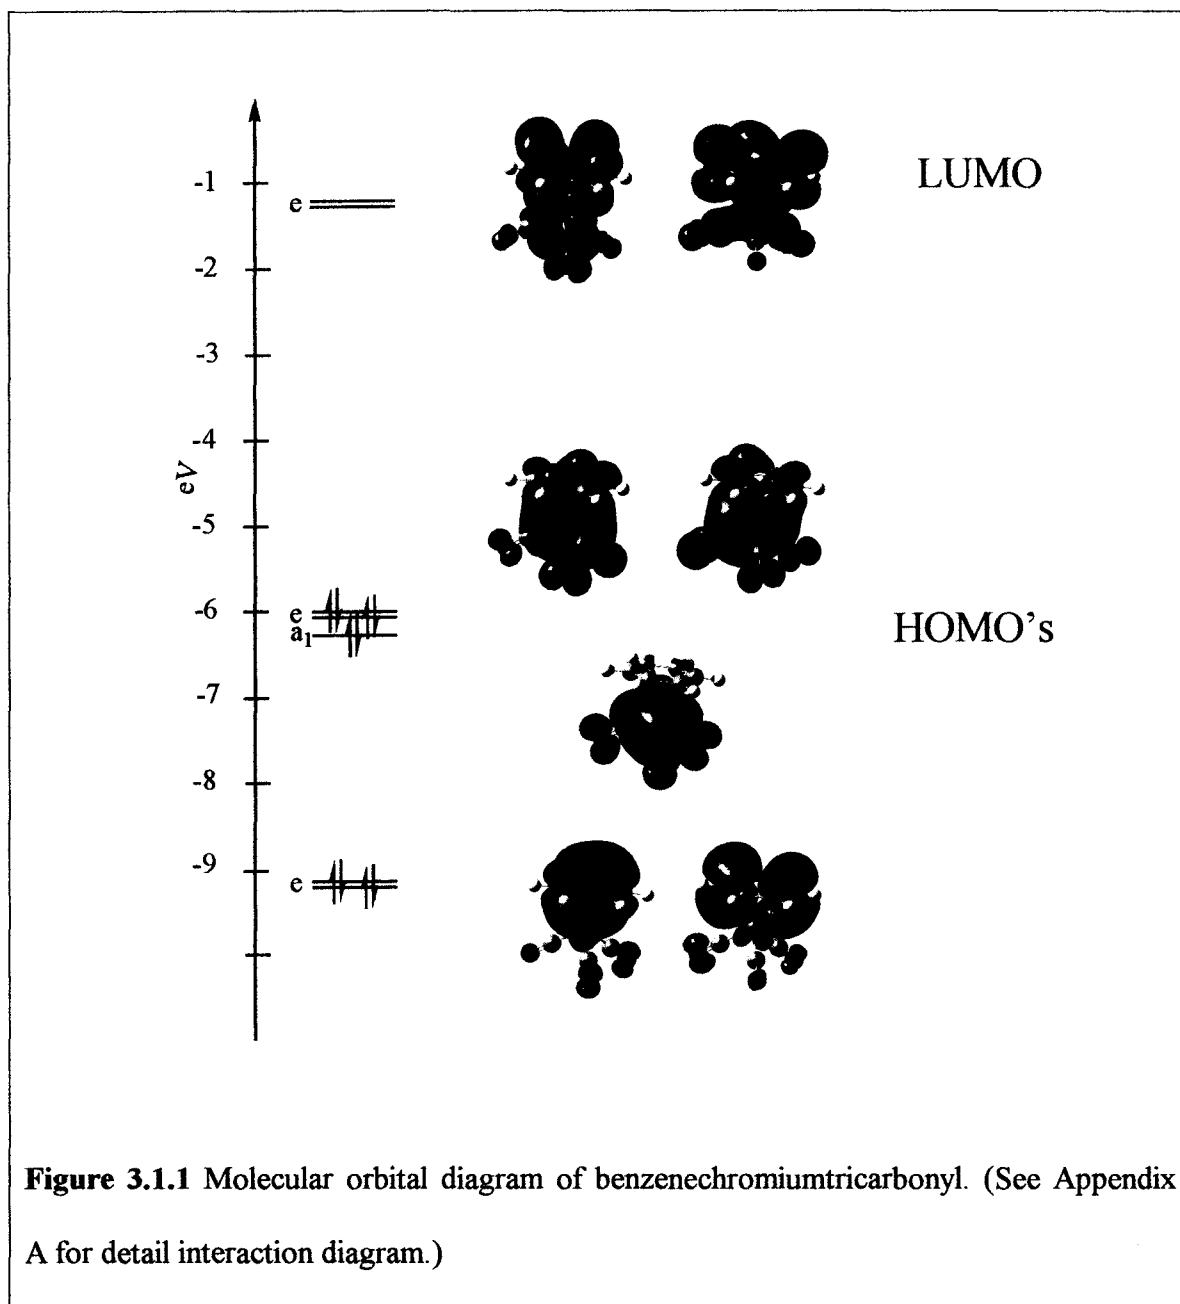 -1
e
LUMO
-2
-3
-4
eV
-5
-6
e
a1
HOMO's
-7
-8
-9
e
Figure 3.1.1 Molecular orbital diagram of benzenechromiumtricarbonyl. (See Appendix
A for detail interaction diagram.)